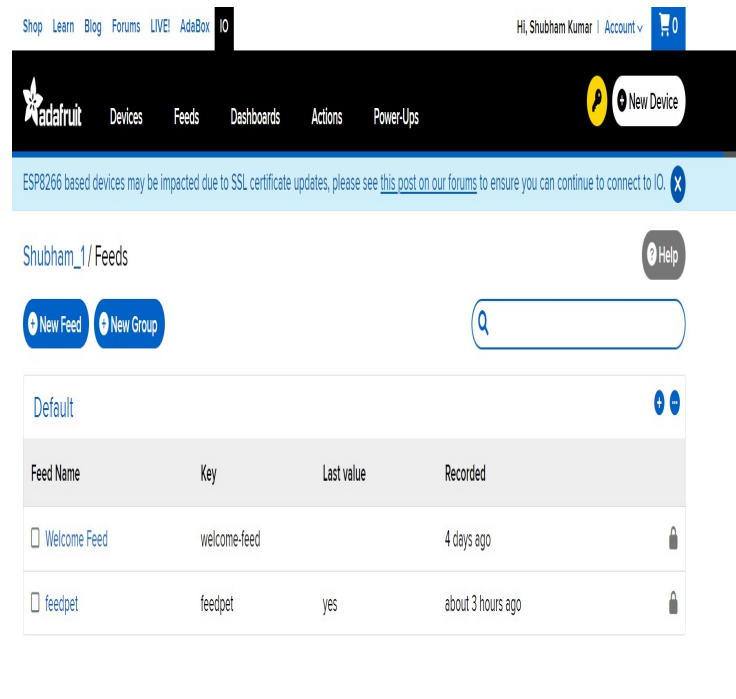 Shop Learn Blog Forums LIVE! AdaBox IO Hi, Shubham Kumar | Account 0
adafruit Devices Feeds Dashboards Actions Power-Ups New Device
ESP8266 based devices may be impacted due to SSL certificate updates, please see this post on our forums to ensure you can continue to connect to IO.
Shubham_1 / Feeds Help
New Feed New Group
Default
Feed Name Key Last value Recorded
Welcome Feed welcome-feed 4 days ago
feedpet feedpet yes about 3 hours ago